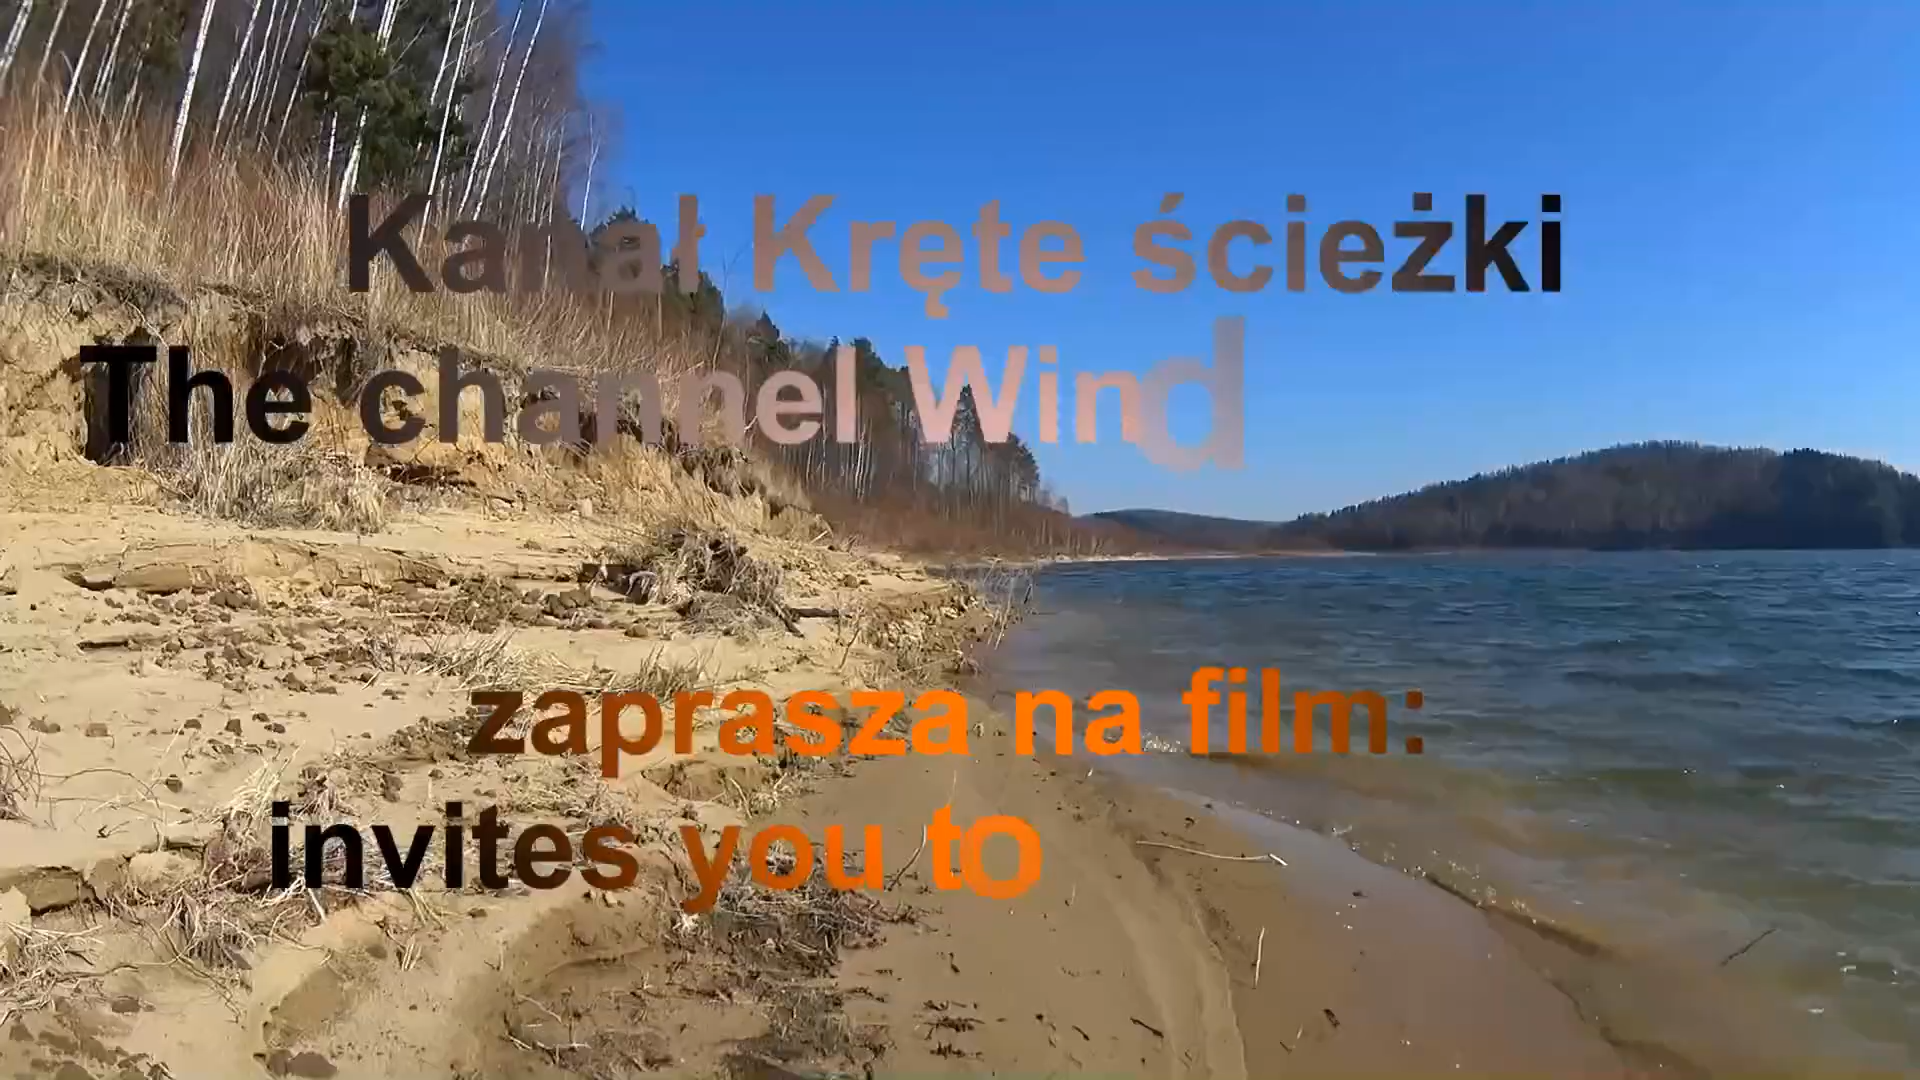 Kanał Kręte ścieżki
The channel Wind
zaprasza na film:
invites you to